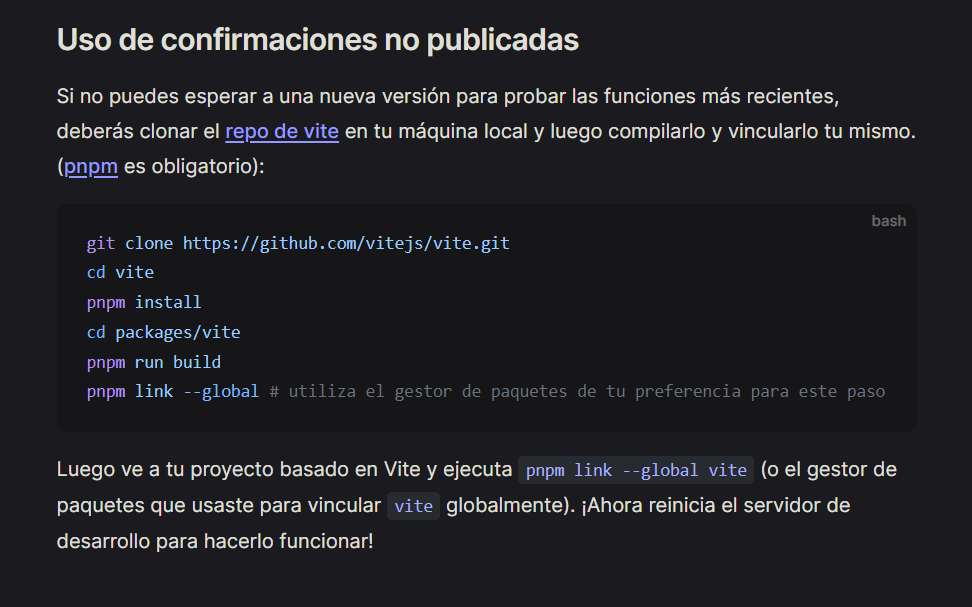 Uso de confirmaciones no publicadas
Si no puedes esperar a una nueva versión para probar las funciones más recientes,
deberás clonar el repo de vite en tu máquina local y luego compilarlo y vincularlo tu mismo.
(pnpm es obligatorio):
bash
git clone https://github.com/vitejs/vite.git
cd vite
pnpm install
cd packages/vite
pnpm run build
pnpm link --global # utiliza el gestor de paquetes de tu preferencia para este paso
Luego ve a tu proyecto basado en Vite y ejecuta pnpm link --global vite (o el gestor de
paquetes que usaste para vincular vite globalmente). ¡Ahora reinicia el servidor de
desarrollo para hacerlo funcionar!